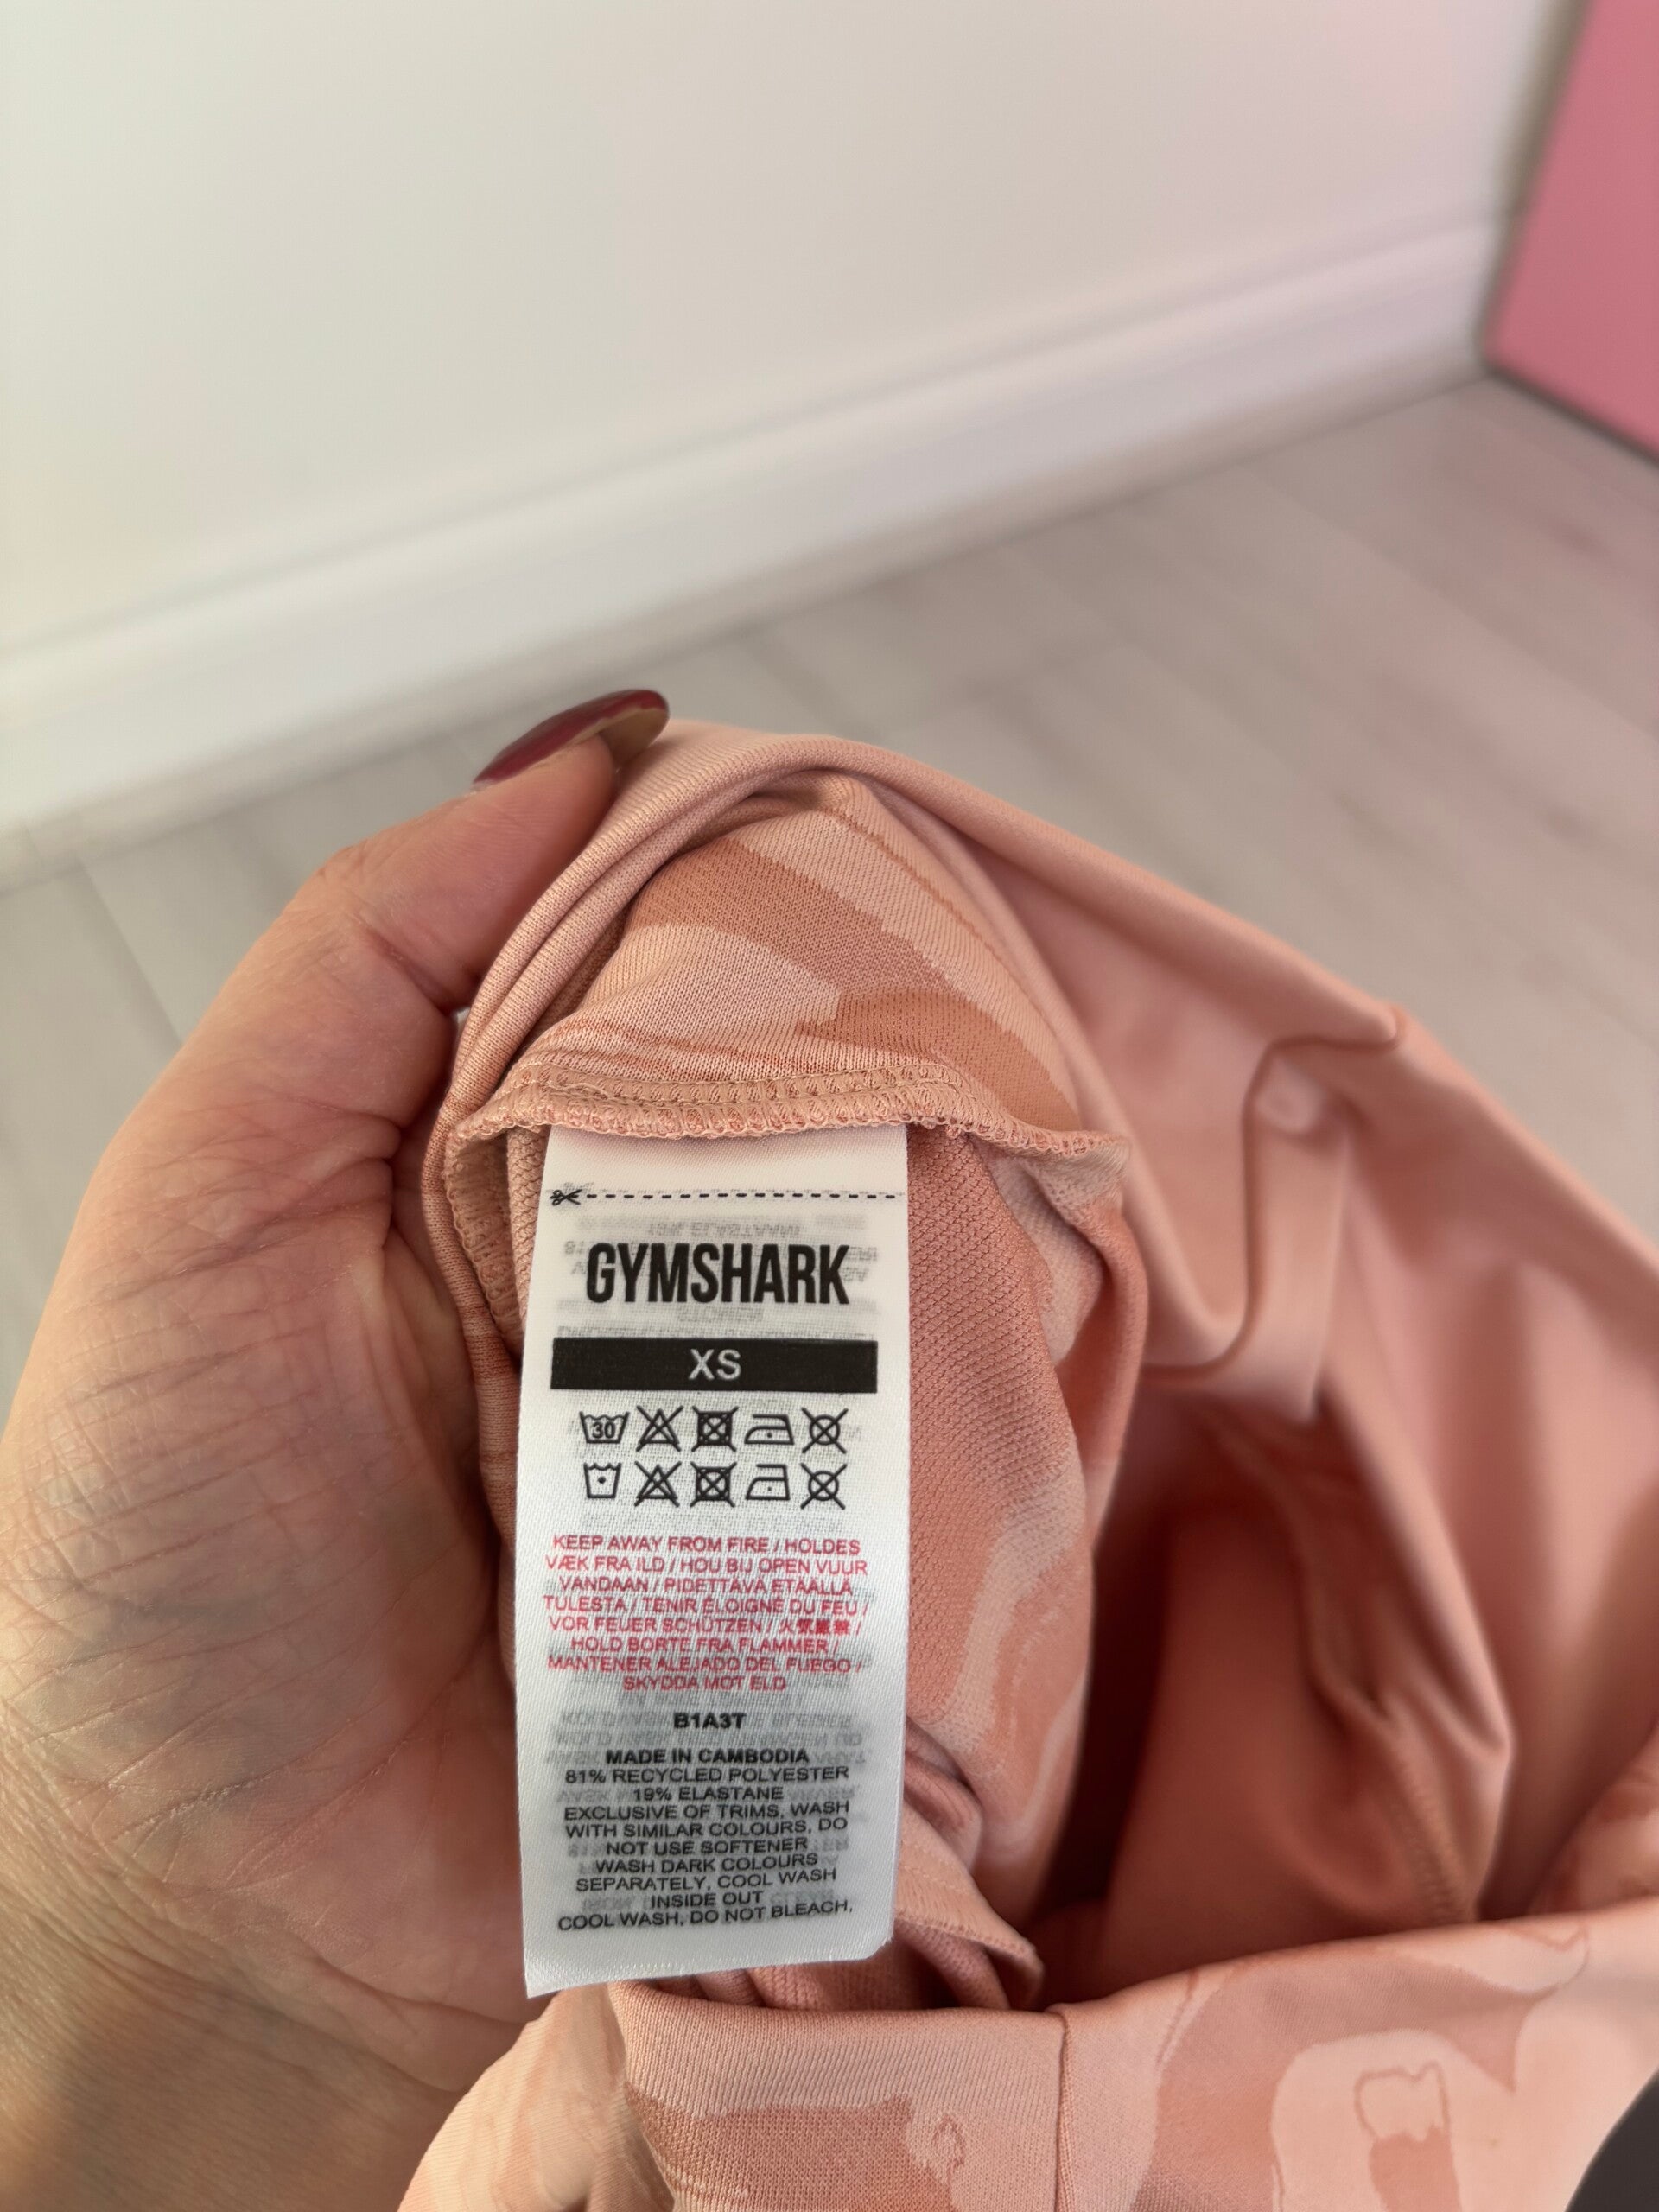 GYMSHARK
XS
30
KEEP AWAY FROM FIRE / HOLDES
VÆK FRA ILD / HOU BIJ OPEN VUUR
VANDAAN / PIDETTÄVÄ ETÄÄLLÄ
TULESTA / TENIR ÉLOIGNÉ DU FEU /
VOR FEUER SCHÜTZEN / 火気厳禁 /
HOLD BORTE FRA FLAMMER /
MANTENER ALEJADO DEL FUEGO /
SKYDDA MOT ELD
B1A3T
MADE IN CAMBODIA
81% RECYCLED POLYESTER
19% ELASTANE
EXCLUSIVE OF TRIMS, WASH
WITH SIMILAR COLOURS, DO
NOT USE SOFTENER
WASH DARK COLOURS
SEPARATELY, COOL WASH
INSIDE OUT
COOL WASH, DO NOT BLEACH,